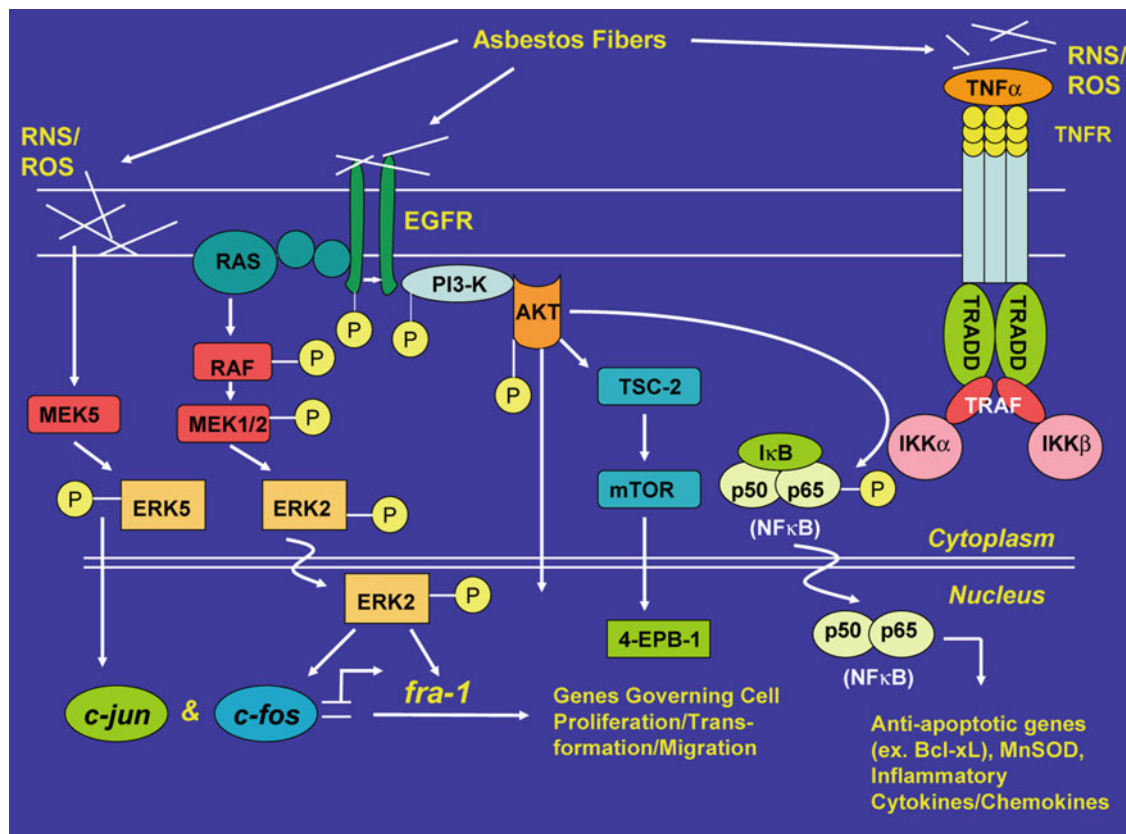 Asbestos Fibers
RNS/
ROS
RNS/
ROS
TNFα
TNFR
EGFR
RAS
PI3-K
AKT
P
P
P
RAF
P
MEK5
MEK1/2
P
TSC-2
TRADD
TRADD
TRAF
IKKα
IKKβ
IκB
p50
p65
P
(NFκB)
mTOR
P
ERK5
ERK2
P
Cytoplasm
Nucleus
ERK2
P
4-EPB-1
p50
p65
(NFκB)
c-jun
&
c-fos
fra-1
Genes Governing Cell
Proliferation/Trans-
formation/Migration
Anti-apoptotic genes
(ex. Bcl-xL), MnSOD,
Inflammatory
Cytokines/Chemokines